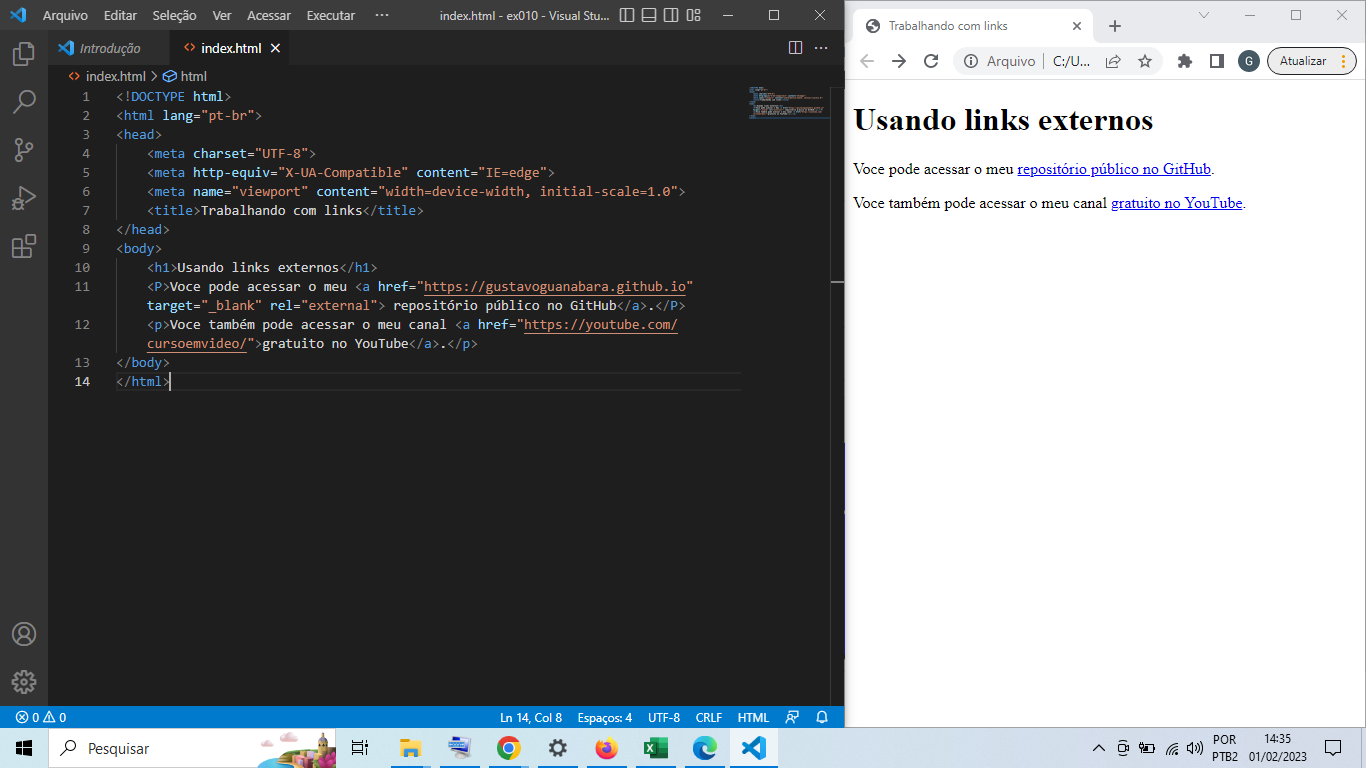 Arquivo Editar Seleção Ver Acessar Executar ··· index.html - ex010 - Visual Stu...
Introdução index.html
index.html > html
1 <!DOCTYPE html>
2 <html lang="pt-br">
3 <head>
4 <meta charset="UTF-8">
5 <meta http-equiv="X-UA-Compatible" content="IE=edge">
6 <meta name="viewport" content="width=device-width, initial-scale=1.0">
7 <title>Trabalhando com links</title>
8 </head>
9 <body>
10 <h1>Usando links externos</h1>
11 <P>Voce pode acessar o meu <a href="https://gustavoguanabara.github.io"
target="_blank" rel="external"> repositório público no GitHub</a>.</P>
12 <p>Voce também pode acessar o meu canal <a href="https://youtube.com/
cursoemvideo/">gratuito no YouTube</a>.</p>
13 </body>
14 </html>
0 0 Ln 14, Col 8 Espaços: 4 UTF-8 CRLF HTML
Trabalhando com links
Arquivo C:/U... G Atualizar
Usando links externos
Voce pode acessar o meu repositório público no GitHub.
Voce também pode acessar o meu canal gratuito no YouTube.
Pesquisar
POR
PTB2
14:35
01/02/2023